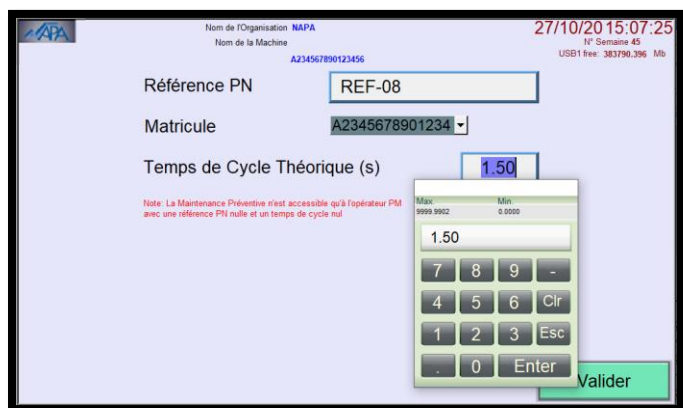 NAPA
Nom de l'Organisation NAPA
Nom de la Machine
A234567890123456
27/10/20 15:07:25
N° Semaine 45
USB1 free: 383790.396 Mb
Référence PN REF-08
Matricule A2345678901234
Temps de Cycle Théorique (s) 1.50
Note: La Maintenance Préventive n'est accessible qu'à l'opérateur PM
avec une référence PN nulle et un temps de cycle nul
Max. Min.
9999.9902 0.0000
1.50
7 8 9 -
4 5 6 Clr
1 2 3 Esc
. 0 Enter
Valider